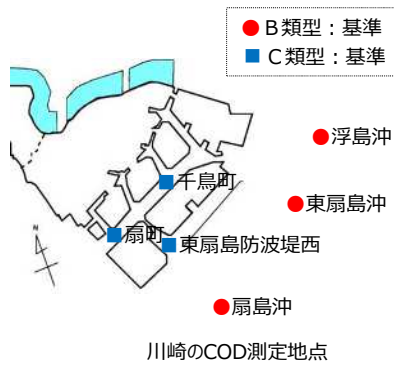 ●B類型：基準
■C類型：基準
浮島沖
千鳥町
東扇島沖
扇町
東扇島防波堤西
N
扇島沖
川崎のCOD測定地点